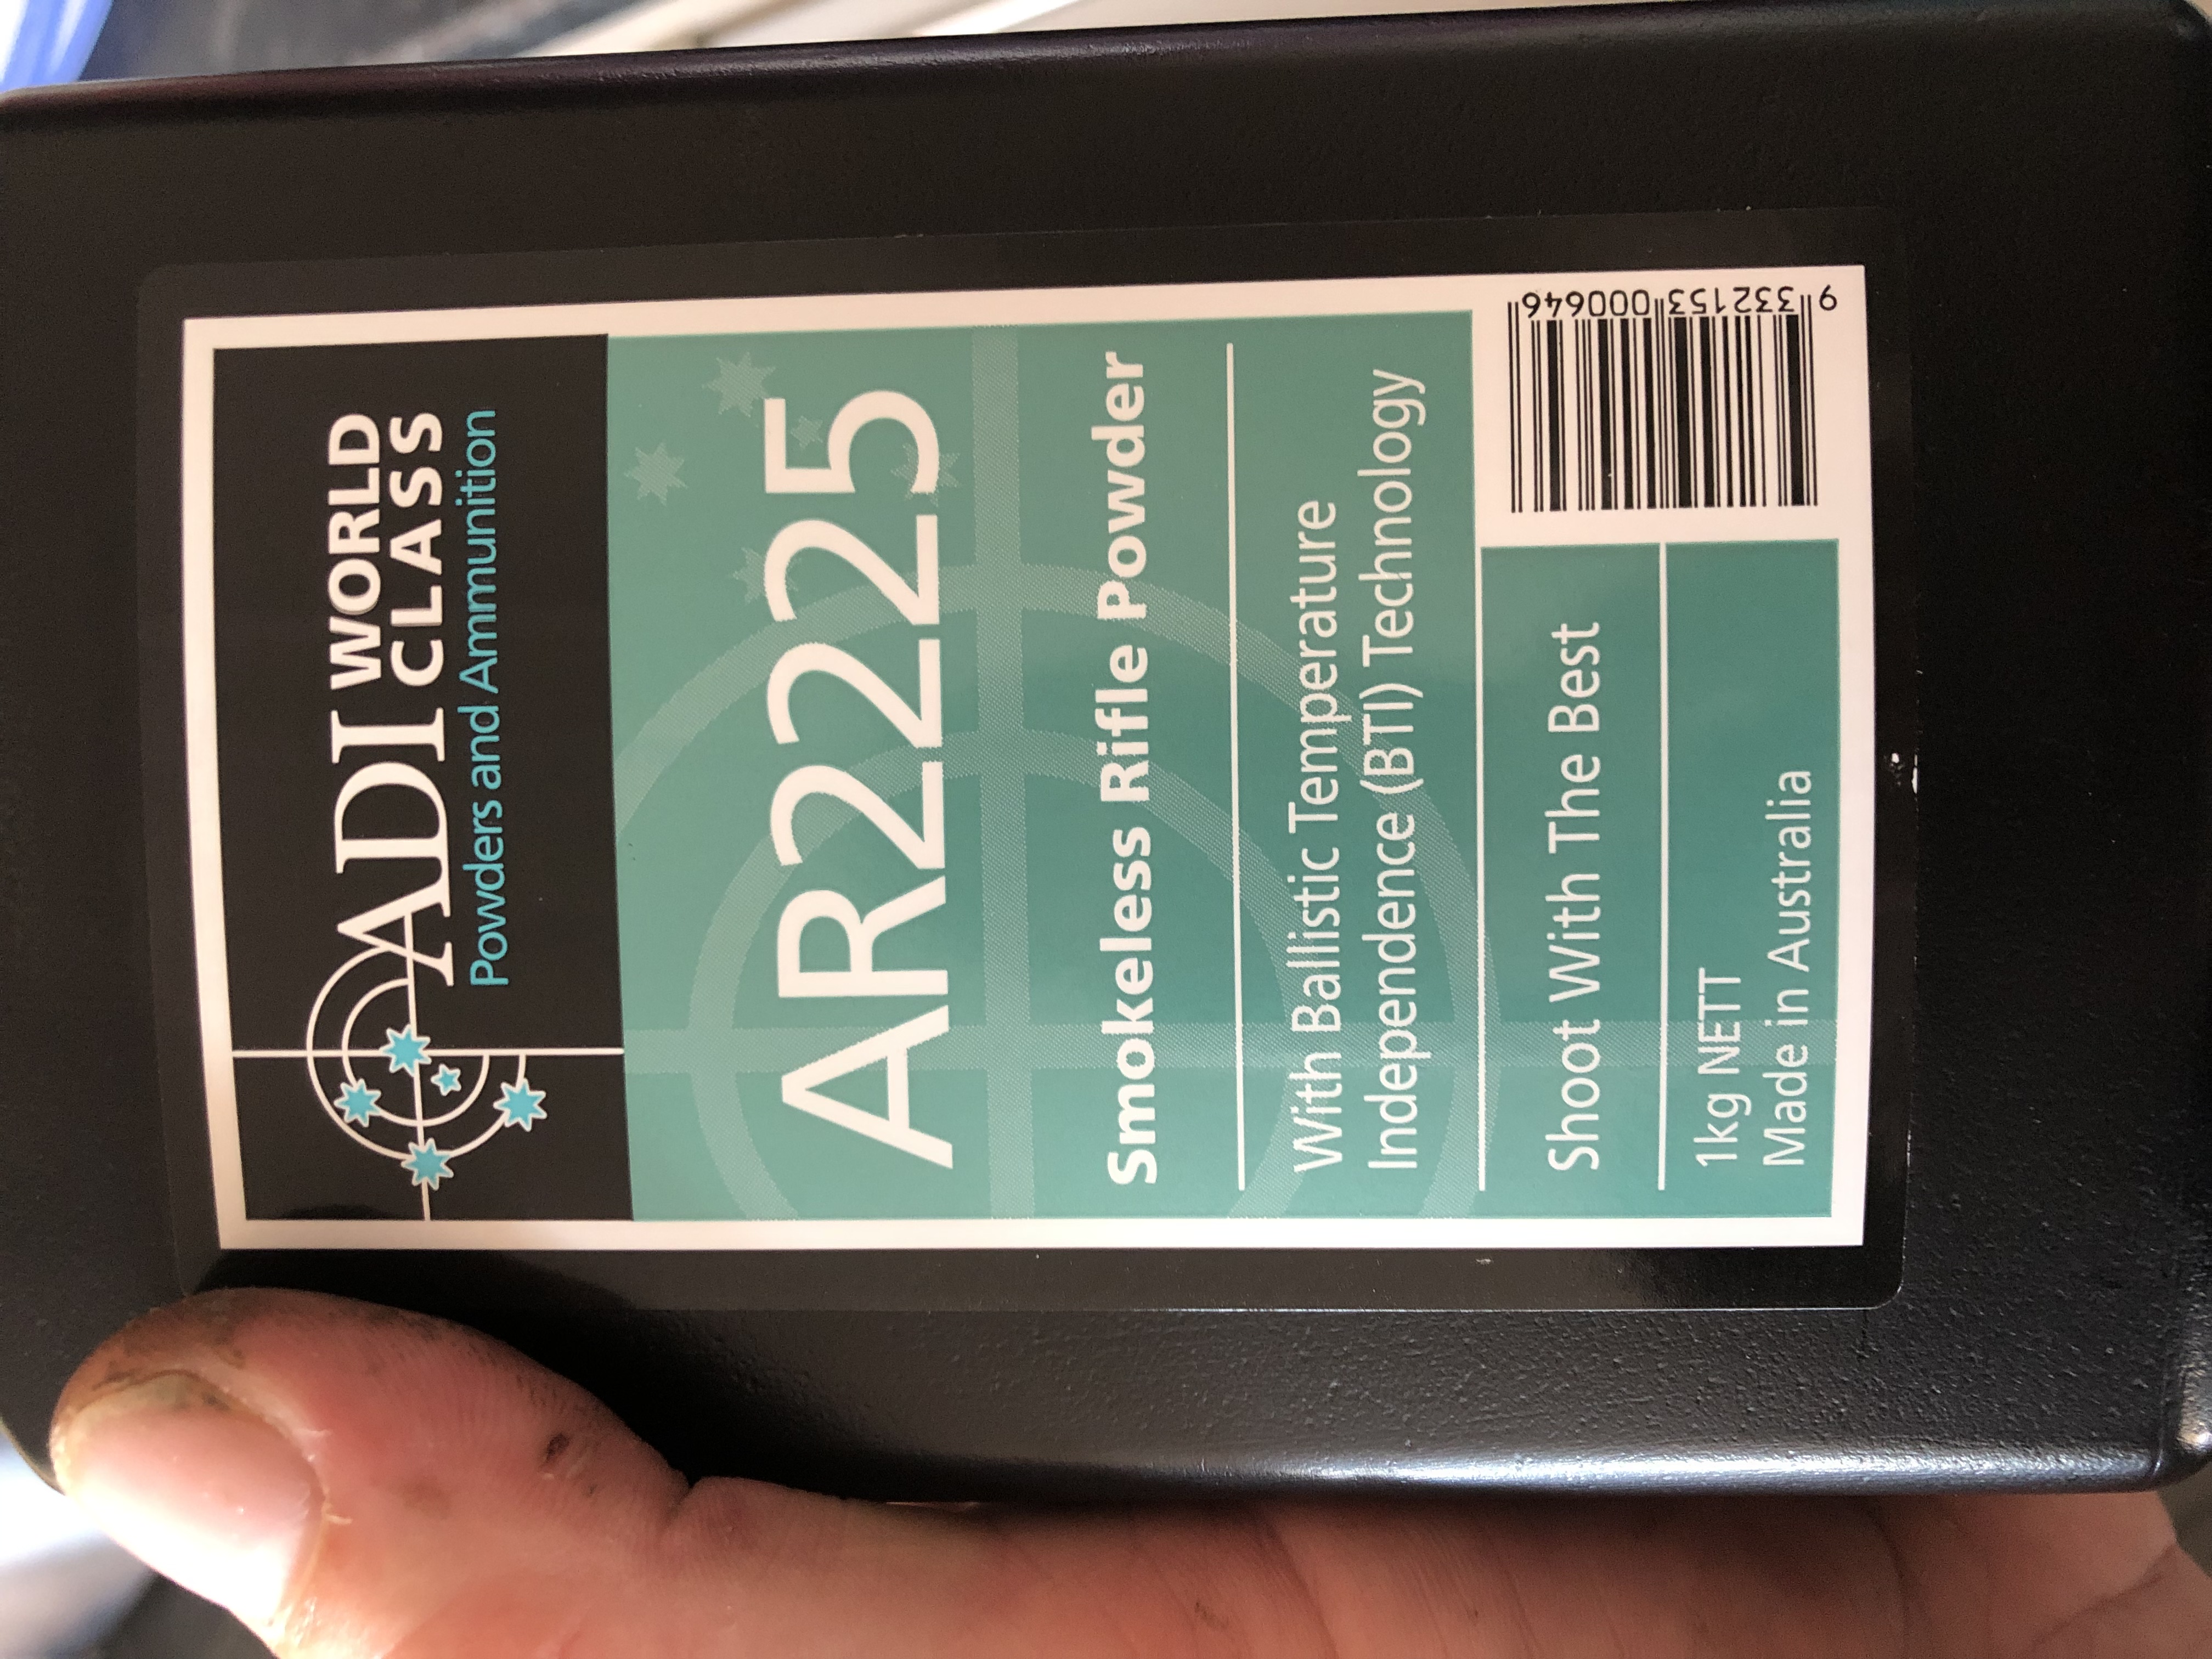 ADI WORLD
CLASS
Powders and Ammunition
AR2225
Smokeless Rifle Powder
With Ballistic Temperature
Independence (BTI) Technology
Shoot With The Best
1kg NETT
Made in Australia
9 332153 000646